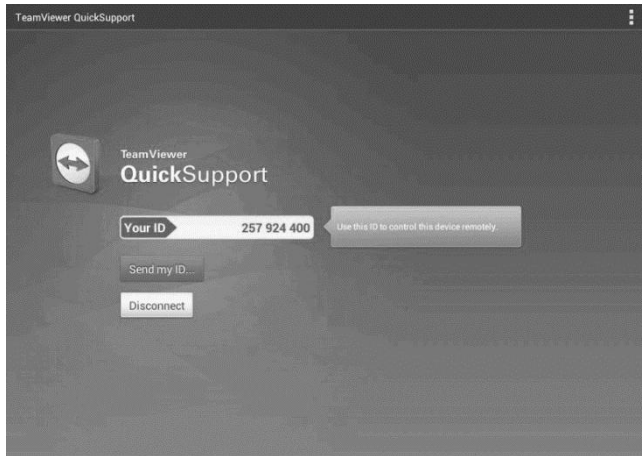 TeamViewer QuickSupport
TeamViewer
QuickSupport
Your ID 257 924 400
Use this ID to control this device remotely.
Send my ID...
Disconnect